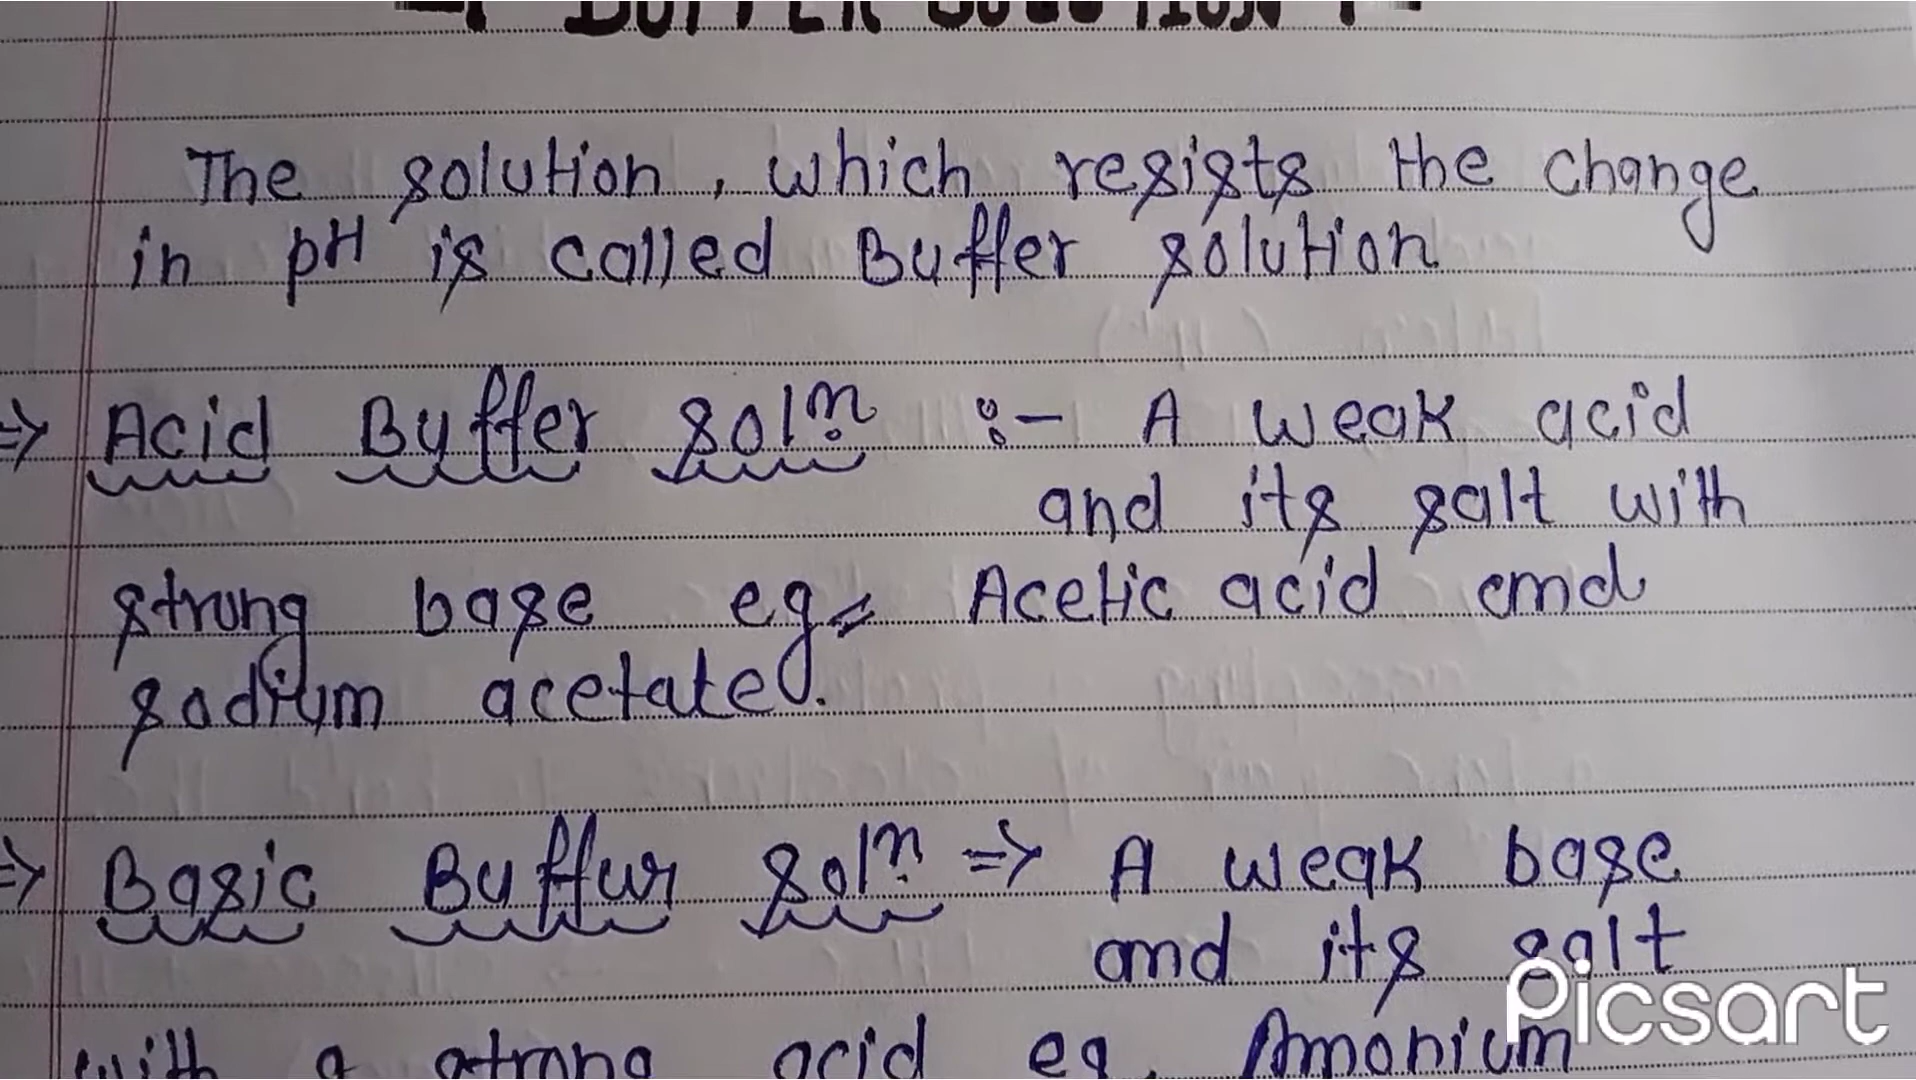 → BUFFER SOLUTION :-
The solution, which resists the change
in pH is called Buffer solution
⇒ Acid Buffer solⁿ. :- A weak acid
and its salt with
strong base eg. Acetic acid and
sodium acetate.
⇒ Basic Buffur solⁿ. ⇒ A weak base
and its salt
with a strong acid eg. Amonium
Picsart